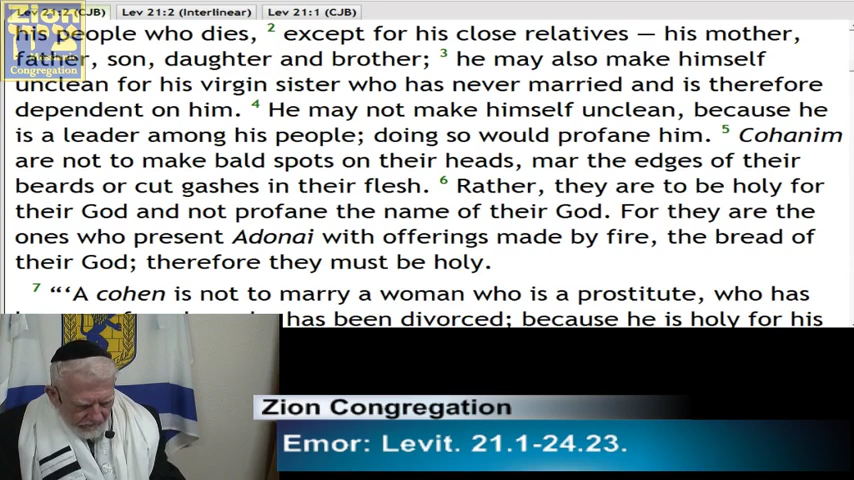 Lev 21:2 (CJB) Lev 21:2 (Interlinear) Lev 21:1 (CJB)
Zion
ציון
Messianic
Congregation
his people who dies, 2 except for his close relatives — his mother,
father, son, daughter and brother; 3 he may also make himself
unclean for his virgin sister who has never married and is therefore
dependent on him. 4 He may not make himself unclean, because he
is a leader among his people; doing so would profane him. 5 Cohanim
are not to make bald spots on their heads, mar the edges of their
beards or cut gashes in their flesh. 6 Rather, they are to be holy for
their God and not profane the name of their God. For they are the
ones who present Adonai with offerings made by fire, the bread of
their God; therefore they must be holy.
7 “‘A cohen is not to marry a woman who is a prostitute, who has
has been divorced; because he is holy for his
Zion Congregation
Emor: Levit. 21.1-24.23.